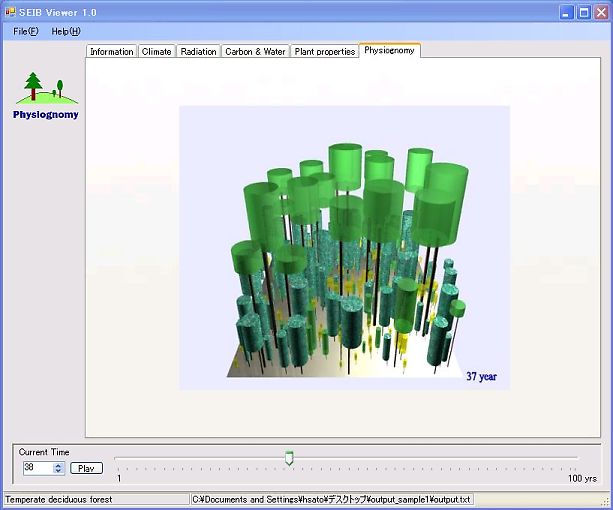 SEIB Viewer 1.0
File(F) Help(H)
Information Climate Radiation Carbon & Water Plant properties Physiognomy
Physiognomy
37 year
Current Time
38 Play
1 100 yrs
Temperate deciduous forest C:¥Documents and Settings¥hsato¥デスクトップ¥output_sample1¥output.txt